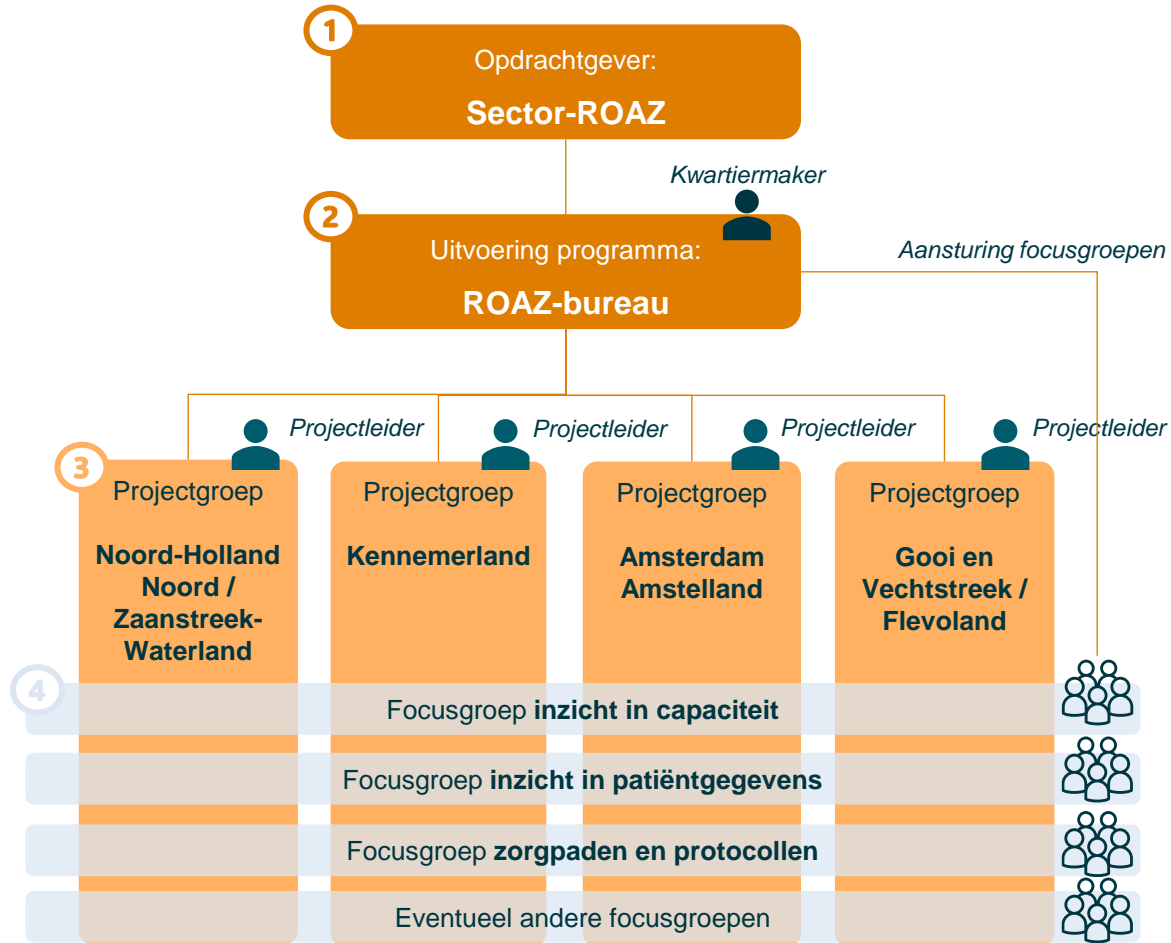 1
Opdrachtgever:
Sector-ROAZ
Kwartiermaker
2
Uitvoering programma:
ROAZ-bureau
Aansturing focusgroepen
Projectleider
Projectleider
Projectleider
Projectleider
3
Projectgroep
Noord-Holland
Noord /
Zaanstreek-
Waterland
Projectgroep
Kennemerland
Projectgroep
Amsterdam
Amstelland
Projectgroep
Gooi en
Vechtstreek /
Flevoland
4
Focusgroep inzicht in capaciteit
Focusgroep inzicht in patiëntgegevens
Focusgroep zorgpaden en protocollen
Eventueel andere focusgroepen